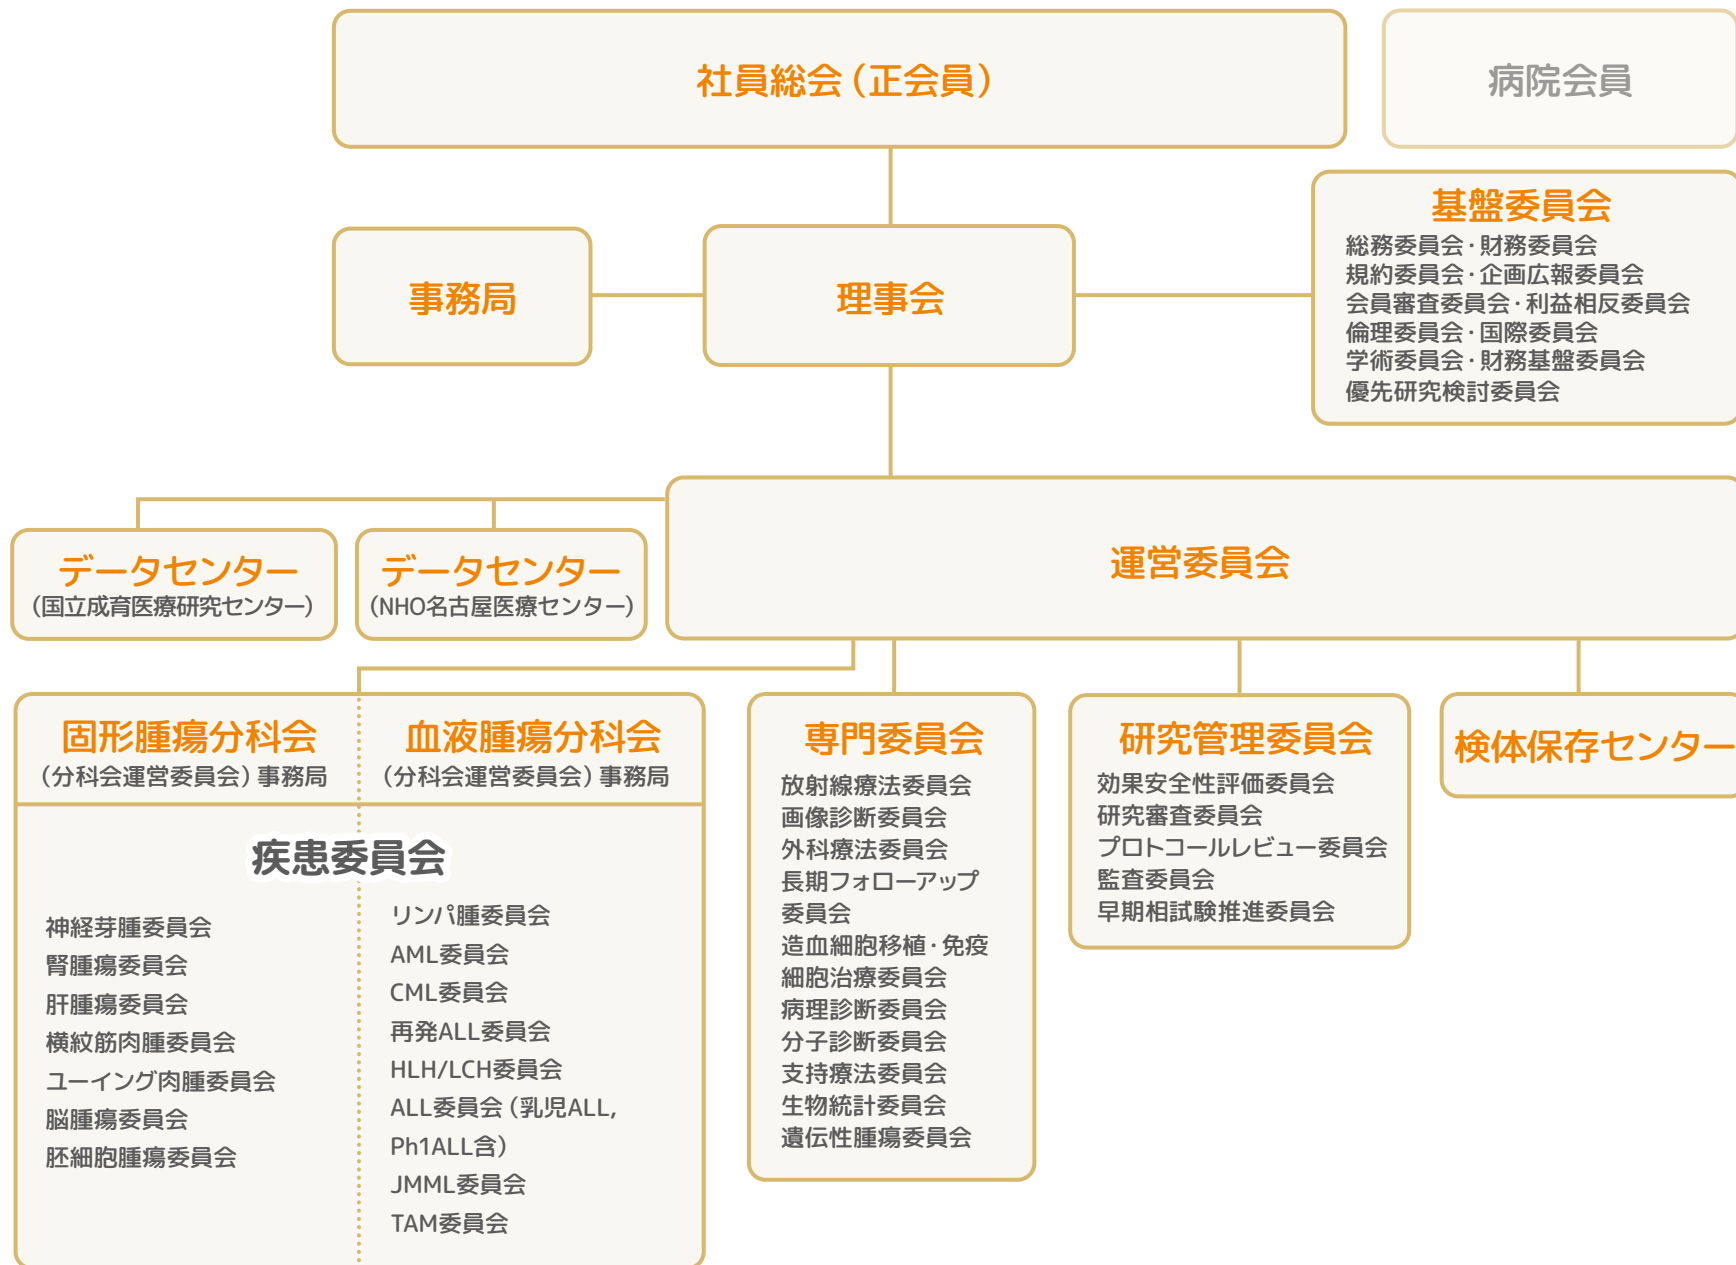 社員総会（正会員）
病院会員
基盤委員会
総務委員会・財務委員会
規約委員会・企画広報委員会
会員審査委員会・利益相反委員会
倫理委員会・国際委員会
学術委員会・財務基盤委員会
優先研究検討委員会
事務局
理事会
運営委員会
データセンター
（国立成育医療研究センター）
データセンター
（NHO名古屋医療センター）
固形腫瘍分科会
（分科会運営委員会）事務局
血液腫瘍分科会
（分科会運営委員会）事務局
疾患委員会
神経芽腫委員会
腎腫瘍委員会
肝腫瘍委員会
横紋筋肉腫委員会
ユーイング肉腫委員会
脳腫瘍委員会
胚細胞腫瘍委員会
リンパ腫委員会
AML委員会
CML委員会
再発ALL委員会
HLH/LCH委員会
ALL委員会（乳児ALL,
Ph1ALL含）
JMML委員会
TAM委員会
専門委員会
放射線療法委員会
画像診断委員会
外科療法委員会
長期フォローアップ
委員会
造血細胞移植・免疫
細胞治療委員会
病理診断委員会
分子診断委員会
支持療法委員会
生物統計委員会
遺伝性腫瘍委員会
研究管理委員会
効果安全性評価委員会
研究審査委員会
プロトコールレビュー委員会
監査委員会
早期相試験推進委員会
検体保存センター